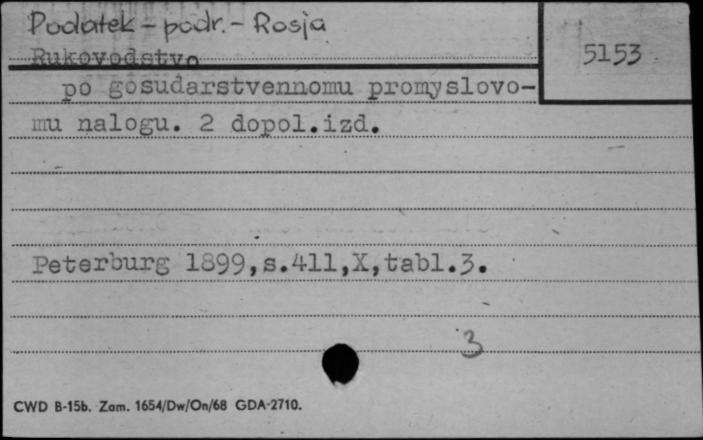 Podatek - podr. - Rosja
Rukovodstvo
5153
po gosudarstvennomu promyslovo-
mu nalogu. 2 dopol.izd.
Peterburg 1899,s.411,X,tabl.3.
3
CWD B-15b. Zam. 1654/Dw/On/68 GDA-2710.